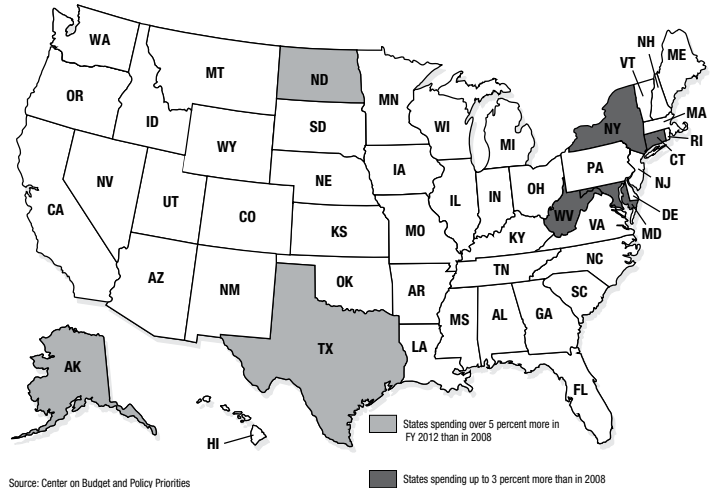 WA
NH
ME
VT
MT
ND
OR
MN
MA
ID
SD
WI
NY
RI
WY
MI
CT
PA
IA
NJ
NE
NV
OH
IL
IN
DE
UT
CA
CO
WV
VA
MD
KS
MO
KY
NC
TN
AZ
OK
NM
AR
SC
MS
AL
GA
LA
TX
AK
FL
HI
States spending over 5 percent more in
FY 2012 than in 2008
States spending up to 3 percent more than in 2008
Source: Center on Budget and Policy Priorities